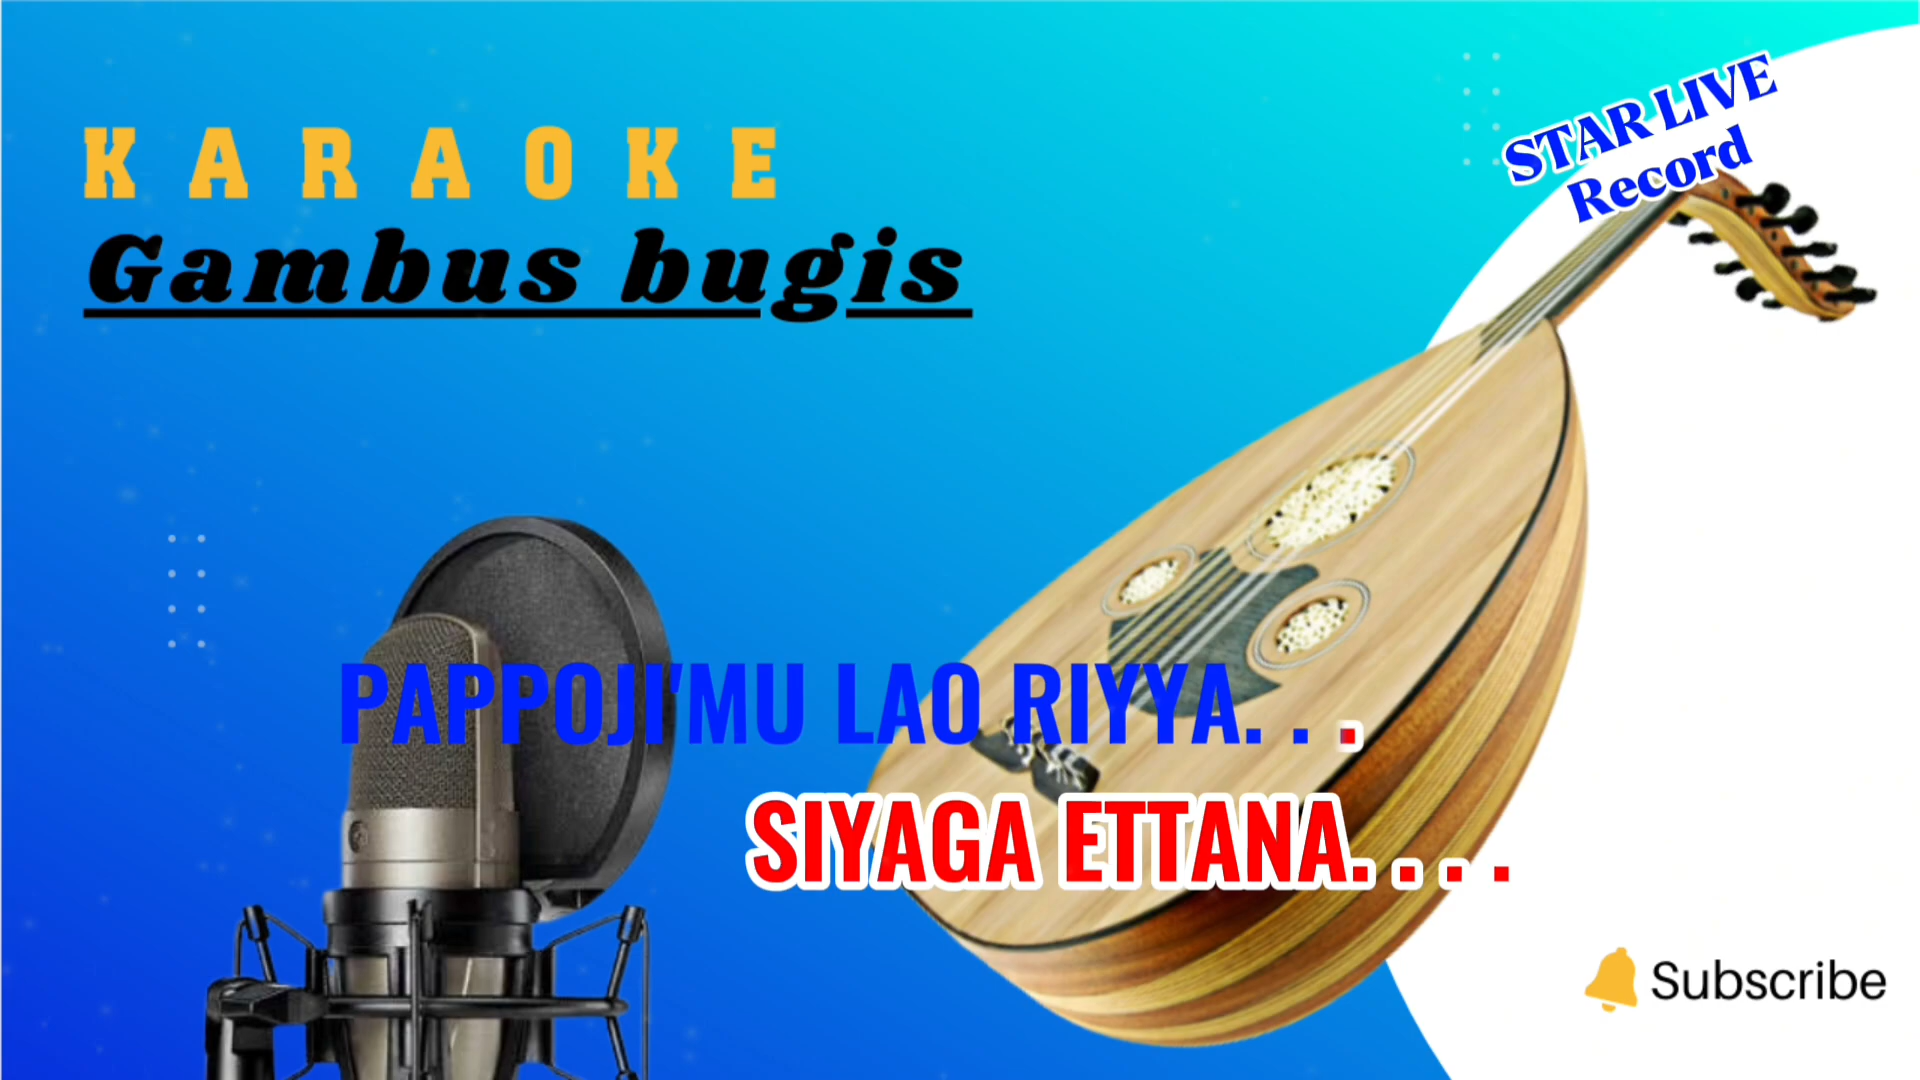 KARAOKE
Gambus bugis
STAR LIVE
Record
PAPPOJI'MU LAO RIYYA. . .
SIYAGA ETTANA. . . .
Subscribe